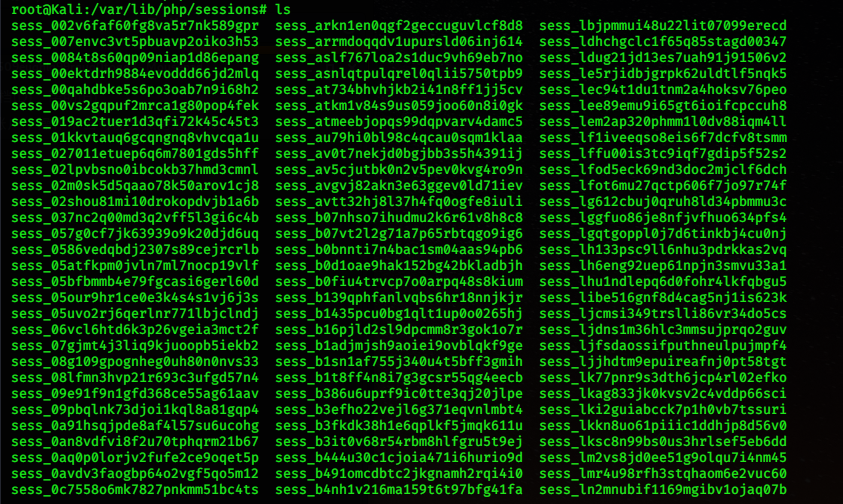 root@Kali:/var/lib/php/sessions# ls
sess_002v6faf60fg8va5r7nk589gpr sess_arkn1en0qgf2geccuguvlcf8d8 sess_lbjpmmui48u22lit07099erecd
sess_007envc3vt5pbuavp2oiko3h53 sess_arrmdoqqdv1upursld06inj614 sess_ldhchgclc1f65q85stagd00347
sess_0084t8s60qp09niap1d86epang sess_aslf767loa2s1duc9vh69eb7no sess_ldug21jd13es7uah91j91506v2
sess_00ektdrh9884evoddd66jd2mlq sess_asnlqtpulqrel0qlii5750tpb9 sess_le5rjidbjgrpk62uldtlf5nqk5
sess_00qahdbke5s6po3oab7n9i68h2 sess_at734bhvhjkb2i41n8ff1jj5cv sess_lec94t1du1tnm2a4hoksv76peo
sess_00vs2gqpuf2mrca1g80pop4fek sess_atkm1v84s9us059joo60n8i0gk sess_lee89emu9i65gt6ioifcpccuh8
sess_019ac2tuer1d3qfi72k45c45t3 sess_atmeebjopqs99dqpvarv4damc5 sess_lem2ap320phmm1l0dv88iqm4ll
sess_01kkvtauq6gcqngnq8vhvcqa1u sess_au79hi0bl98c4qcau0sqm1klaa sess_lf1iveeqso8eis6f7dcfv8tsmm
sess_027011etuep6q6m7801gds5hff sess_av0t7nekjd0bgjbb3s5h4391ij sess_lffu00is3tc9iqf7gdip5f52s2
sess_02lpvbsno0ibcokb37hmd3cmnl sess_av5cjutbk0n2v5pev0kvg4ro9n sess_lfod5eck69nd3doc2mjclf6dch
sess_02m0sk5d5qaao78k50arov1cj8 sess_avgvj82akn3e63ggev0ld71iev sess_lfot6mu27qctp606f7jo97r74f
sess_02shou81mi10drokopdvjb1a6b sess_avtt32hj8l37h4fq0ogfe8iuli sess_lg612cbuj0qruh8ld34pbmmu3c
sess_037nc2q00md3q2vff5l3gi6c4b sess_b07nhso7ihudmu2k6r61v8h8c8 sess_lggfuo86je8nfjvfhuo634pfs4
sess_057g0cf7jk63939o9k20djd6uq sess_b07vt2l2g71a7p65rbtqgo9ig6 sess_lgqtgoppl0j7d6tinkbj4cu0nj
sess_0586vedqbdj2307s89cejrcrlb sess_b0bnnti7n4bac1sm04aas94pb6 sess_lh133psc9ll6nhu3pdrkkas2vq
sess_05atfkpm0jvln7ml7nocp19vlf sess_b0d1oae9hak152bg42bkladbjh sess_lh6eng92uep61npjn3smvu33a1
sess_05bfbmmb4e79fgcasi6gerl60d sess_b0fiu4trvcp7o0arpq48s8kium sess_lhu1ndlepq6d0fohr4lkfqbgu5
sess_05our9hr1ce0e3k4s4s1vj6j3s sess_b139qphfanlvqbs6hr18nnjkjr sess_libe516gnf8d4cag5nj1is623k
sess_05uvo2rj6qerlnr771lbjclndj sess_b1435pcu0bg1qlt1up0o0265hj sess_ljcmsi349trslli86vr34do5cs
sess_06vcl6htd6k3p26vgeia3mct2f sess_b16pjld2sl9dpcmm8r3gok1o7r sess_ljdns1m36hlc3mmsujprqo2guv
sess_07gjmt4j3liq9kjuoopb5iekb2 sess_b1admjmjsh9aoiei9ovblqkf9ge sess_ljfsdaossifputhneulpujmpf4
sess_08g109gpognheg0uh80n0nvs33 sess_b1sn1af755j340u4t5bff3gmih sess_ljjhdtm9epuireafnj0pt58tgt
sess_08lfmn3hvp21r693c3ufgd57n4 sess_b1t8ff4n8i7g3gcsr55qg4eecb sess_lk77pnr9s3dth6jcp4rl02efko
sess_09e91f9n1gfd368ce55ag61aav sess_b386u6uprf9ic0tte3qj20jlpe sess_lkag833jk0kvsv2c4vddp66sci
sess_09pbqlnk73djoi1kql8a81gqp4 sess_b3efho22vejl6g371eqvnlmbt4 sess_lki2guiabcck7p1h0vb7tssuri
sess_0a91hsqjpde8af4l57su6ucohg sess_b3fkdk38h1e6qplkf5jmqk611u sess_lkkn8uo61piiic1ddhjp8d56v0
sess_0an8vdfvi8f2u70tphqrm21b67 sess_b3it0v68r54rbm8hlfgru5t9ej sess_lksc8n99bs0us3hrlsef5eb6dd
sess_0aq0p0lorjv2fufe2ce9oqet5p sess_b444u30c1cjoia471i6hurio9d sess_lm2vs8jd0ee51g9olqu7i4nm45
sess_0avdv3faogbp64o2vgf5qo5m12 sess_b491omcdbtc2jkgnamh2rqi4i0 sess_lmr4u98rfh3stqhaom6e2vuc60
sess_0c7558o6mk7827pnkmm51bc4ts sess_b4nh1v216ma159t6t97bfg41fa sess_ln2mnubif1169mgibv1ojaq07b